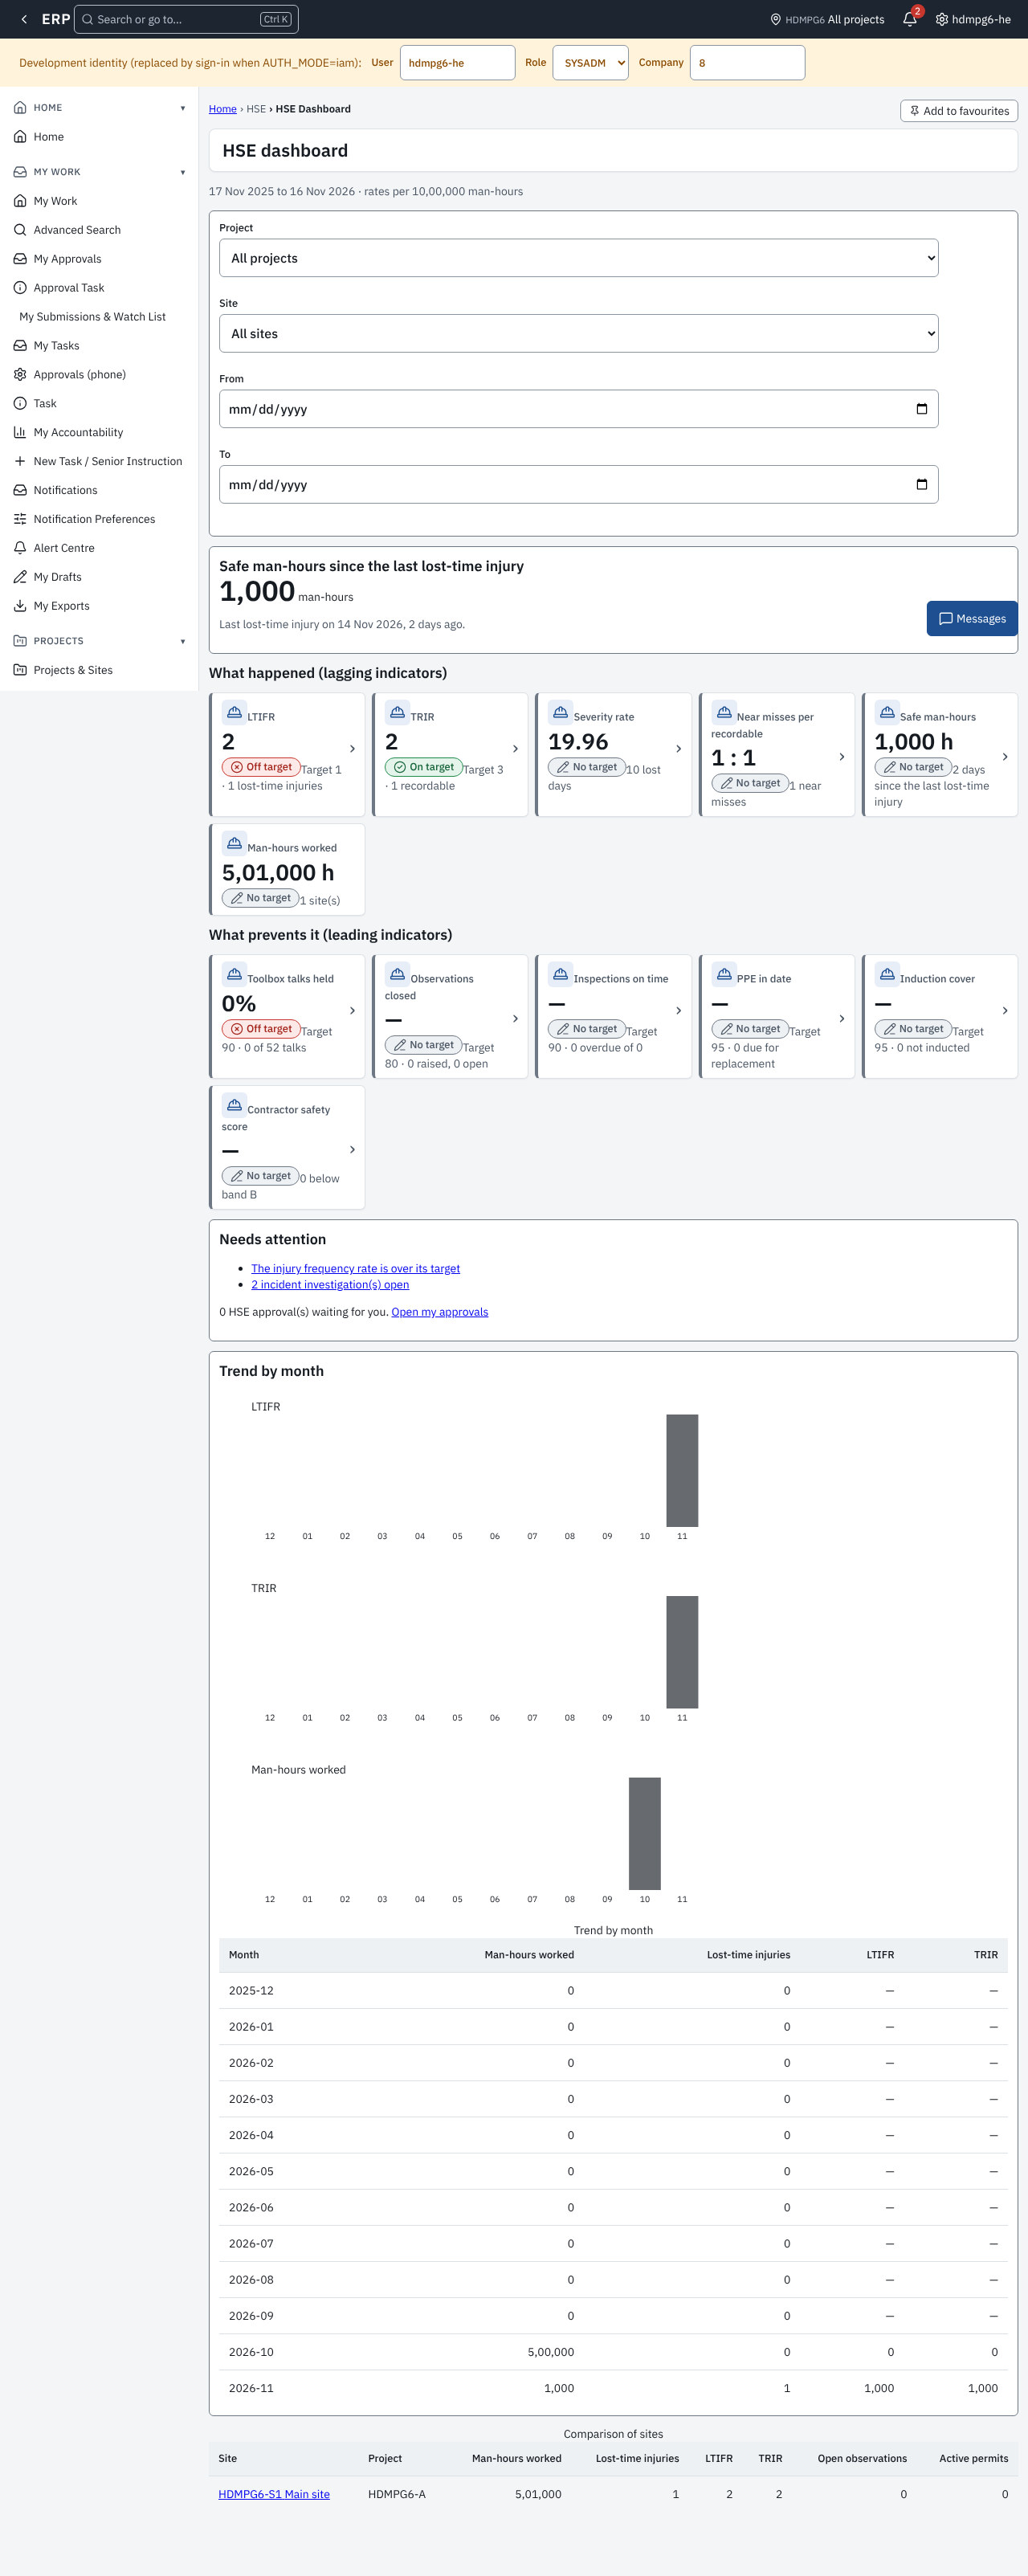 ERP Search or go to... Ctrl K HDMPG6 All projects 2 hdmpg6-he
Development identity (replaced by sign-in when AUTH_MODE=iam): User hdmpg6-he Role SYSADM Company 8
HOME
Home
MY WORK
My Work
Advanced Search
My Approvals
Approval Task
My Submissions & Watch List
My Tasks
Approvals (phone)
Task
My Accountability
New Task / Senior Instruction
Notifications
Notification Preferences
Alert Centre
My Drafts
My Exports
PROJECTS
Projects & Sites
Home › HSE › HSE Dashboard
Add to favourites
HSE dashboard
17 Nov 2025 to 16 Nov 2026 · rates per 10,00,000 man-hours
Project
All projects
Site
All sites
From
mm/dd/yyyy
To
mm/dd/yyyy
Safe man-hours since the last lost-time injury
1,000 man-hours
Last lost-time injury on 14 Nov 2026, 2 days ago.
Messages
What happened (lagging indicators)
LTIFR
2
Off target Target 1
· 1 lost-time injuries
TRIR
2
On target Target 3
· 1 recordable
Severity rate
19.96
No target 10 lost
days
Near misses per
recordable
1 : 1
No target 1 near
misses
Safe man-hours
1,000 h
No target 2 days
since the last lost-time
injury
Man-hours worked
5,01,000 h
No target 1 site(s)
What prevents it (leading indicators)
Toolbox talks held
0%
Off target Target
90 · 0 of 52 talks
Observations
closed
—
No target Target
80 · 0 raised, 0 open
Inspections on time
—
No target Target
90 · 0 overdue of 0
PPE in date
—
No target Target
95 · 0 due for
replacement
Induction cover
—
No target Target
95 · 0 not inducted
Contractor safety
score
—
No target 0 below
band B
Needs attention
• The injury frequency rate is over its target
• 2 incident investigation(s) open
0 HSE approval(s) waiting for you. Open my approvals
Trend by month
LTIFR
12 01 02 03 04 05 06 07 08 09 10 11
TRIR
12 01 02 03 04 05 06 07 08 09 10 11
Man-hours worked
12 01 02 03 04 05 06 07 08 09 10 11
Trend by month
Month Man-hours worked Lost-time injuries LTIFR TRIR
2025-12 0 0 — —
2026-01 0 0 — —
2026-02 0 0 — —
2026-03 0 0 — —
2026-04 0 0 — —
2026-05 0 0 — —
2026-06 0 0 — —
2026-07 0 0 — —
2026-08 0 0 — —
2026-09 0 0 — —
2026-10 5,00,000 0 0 0
2026-11 1,000 1 1,000 1,000
Comparison of sites
Site Project Man-hours worked Lost-time injuries LTIFR TRIR Open observations Active permits
HDMPG6-S1 Main site HDMPG6-A 5,01,000 1 2 2 0 0